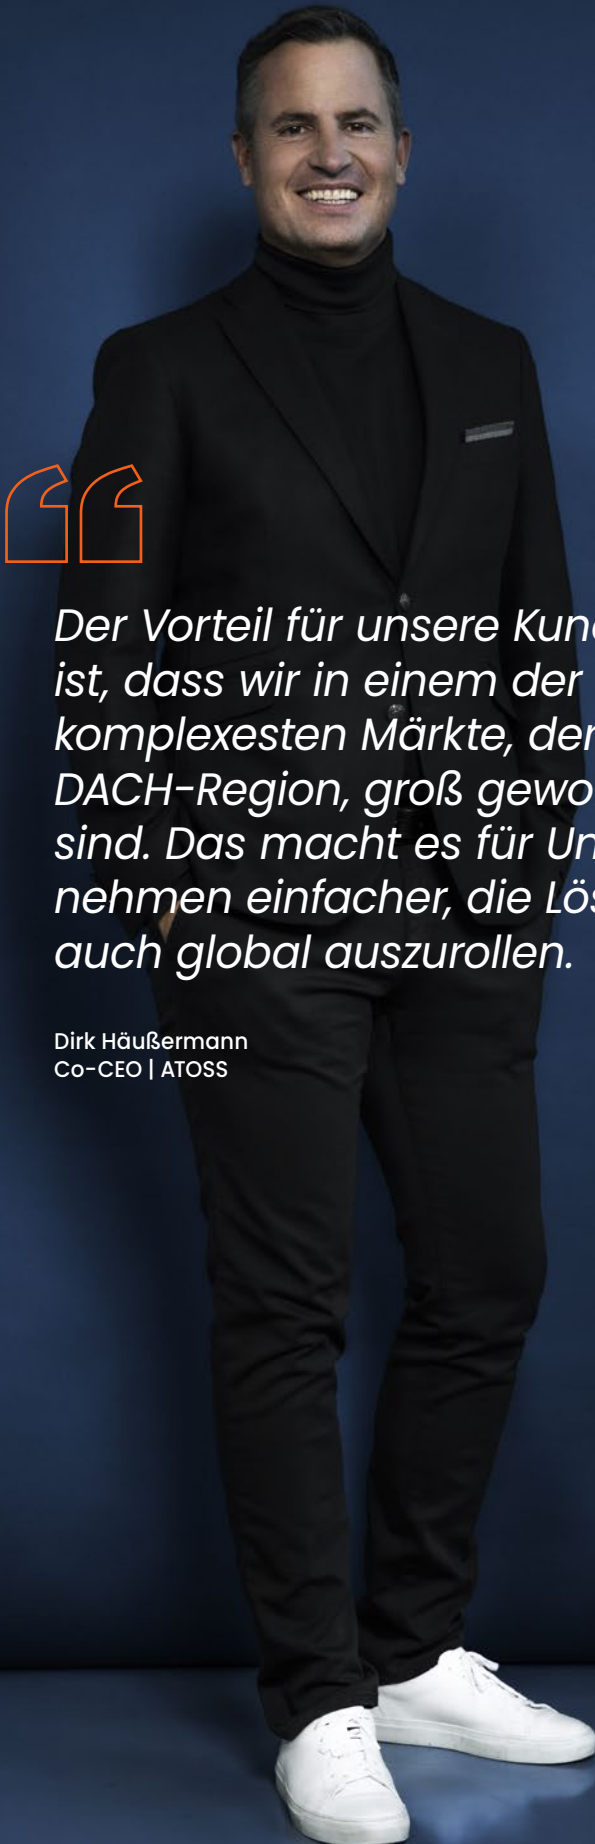 “
Der Vorteil für unsere
ist, dass wir in einem der
komplexesten Märkte, der
DACH-Region, groß
sind. Das macht es für
nehmen einfacher, die
auch global auszurollen.
Dirk Häußermann
Co-CEO | ATOSS